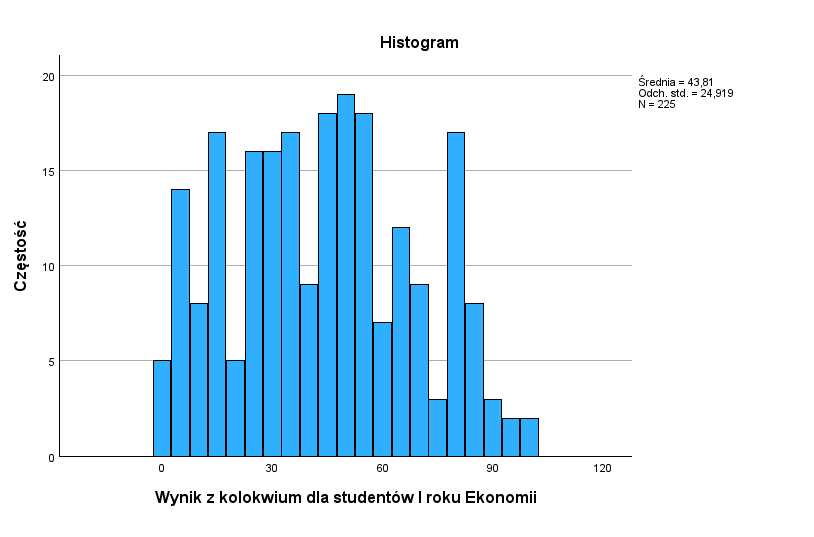 Histogram
Średnia = 43,81
Odch. std. = 24,919
N = 225
20
15
10
5
0
Częstość
0 30 60 90 120
Wynik z kolokwium dla studentów I roku Ekonomii